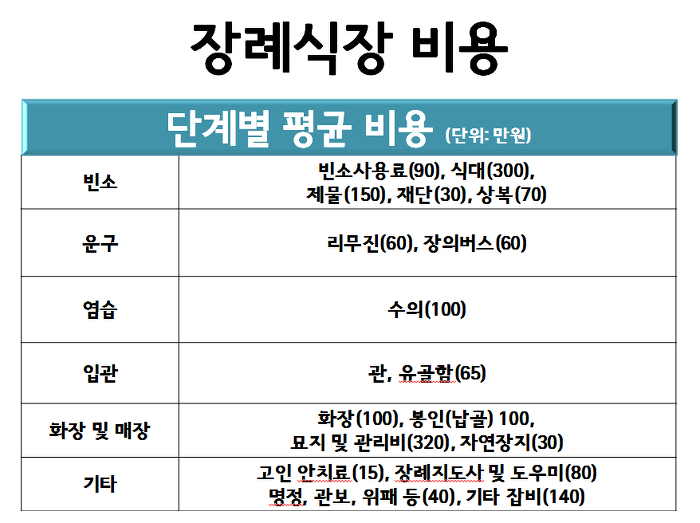 장례식장 비용
단계별 평균 비용 (단위: 만원)
빈소
빈소사용료(90), 식대(300),
제물(150), 재단(30), 상복(70)
운구
리무진(60), 장의버스(60)
염습
수의(100)
입관
관, 유골함(65)
화장 및 매장
화장(100), 봉인(납골) 100,
묘지 및 관리비(320), 자연장지(30)
기타
고인 안치료(15), 장례지도사 및 도우미(80)
명정, 관보, 위패 등(40), 기타 잡비(140)